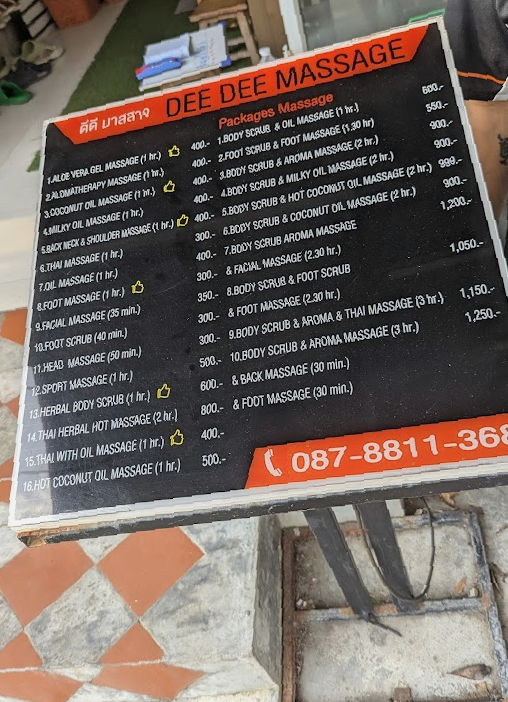 ดีดี มาสสาจ DEE DEE MASSAGE
1.ALOE VERA GEL MASSAGE (1 hr.) 400.-
2.AROMATHERAPY MASSAGE (1 hr.) 400.-
3.COCONUT OIL MASSAGE (1 hr.) 400.-
4.MILKY OIL MASSAGE (1 hr.) 400.-
5.BACK NECK & SHOULDER MASSAGE (1 hr.) 400.-
6.THAI MASSAGE (1 hr.) 300.-
7.OIL MASSAGE (1 hr.) 400.-
8.FOOT MASSAGE (1 hr.) 300.-
9.FACIAL MASSAGE (35 min.) 350.-
10.FOOT SCRUB (40 min.) 300.-
11.HEAD MASSAGE (50 min.) 300.-
12.SPORT MASSAGE (1 hr.) 500.-
13.HERBAL BODY SCRUB (1 hr.) 600.-
14.THAI HERBAL HOT MASSAGE (2 hr.) 800.-
15.THAI WITH OIL MASSAGE (1 hr.) 400.-
16.HOT COCONUT OIL MASSAGE (1 hr.) 500.-
Packages Massage
1.BODY SCRUB & OIL MASSAGE (1 hr.) 600.-
2.FOOT SCRUB & FOOT MASSAGE (1.30 hr) 550.-
3.BODY SCRUB & AROMA MASSAGE (2 hr.) 900.-
4.BODY SCRUB & MILKY OIL MASSAGE (2 hr.) 900.-
5.BODY SCRUB & HOT COCONUT OIL MASSAGE (2 hr.) 999.-
6.BODY SCRUB & COCONUT OIL MASSAGE (2 hr.) 900.-
7.BODY SCRUB AROMA MASSAGE 1,200.-
& FACIAL MASSAGE (2.30 hr.)
8.BODY SCRUB & FOOT SCRUB 1,050.-
& FOOT MASSAGE (2.30 hr.)
9.BODY SCRUB & AROMA & THAI MASSAGE (3 hr.) 1,150.-
10.BODY SCRUB & AROMA MASSAGE (3 hr.) 1,250.-
& BACK MASSAGE (30 min.)
& FOOT MASSAGE (30 min.)
087-8811-368